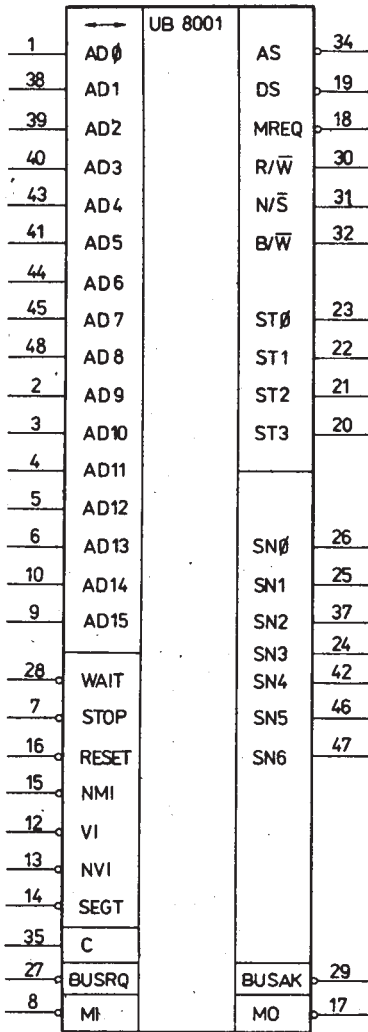 UB 8001
1 ADØ AS 34
38 AD1 DS 19
39 AD2 MREQ 18
40 AD3 R/W̅ 30
43 AD4 N/S̅ 31
41 AD5 B/W̅ 32
44 AD6
45 AD7 STØ 23
48 AD8 ST1 22
2 AD9 ST2 21
3 AD10 ST3 20
4 AD11
5 AD12
6 AD13 SNØ 26
10 AD14 SN1 25
9 AD15 SN2 37
SN3 24
28 WAIT SN4 42
7 STOP SN5 46
16 RESET SN6 47
15 NMI
12 VI
13 NVI
14 SEGT
35 C
27 BUSRQ BUSAK 29
8 MI MO 17